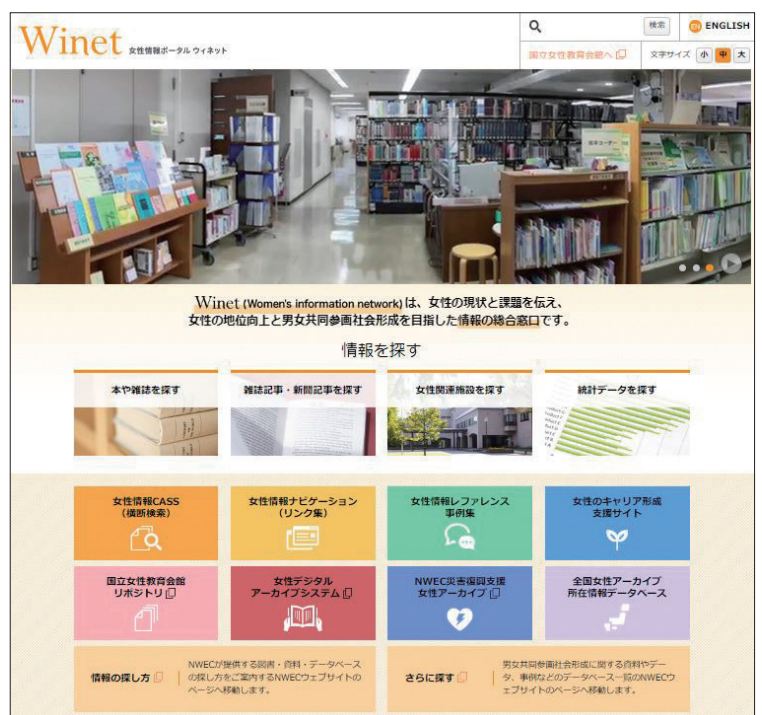 Winet 女性情報ポータル ウィネット
検索
EN ENGLISH
国立女性教育会館へ
文字サイズ 小 中 大
Winet (Women's information network) は、女性の現状と課題を伝え、
女性の地位向上と男女共同参画社会形成を目指した情報の総合窓口です。
情報を探す
本や雑誌を探す
雑誌記事・新聞記事を探す
女性関連施設を探す
統計データを探す
女性情報CASS
(横断検索)
女性情報ナビゲーション
(リンク集)
女性情報レファレンス
事例集
女性のキャリア形成
支援サイト
国立女性教育会館
リポジトリ
女性デジタル
アーカイブシステム
NWEC災害復興支援
女性アーカイブ
全国女性アーカイブ
所在情報データベース
情報の探し方
NWECが提供する図書・資料・データベース
の探し方をご案内するNWECウェブサイトの
ページへ移動します。
さらに探す
男女共同参画社会形成に関する資料やデー
タ、事例などのデータベース一覧のNWECウ
ェブサイトのページへ移動します。